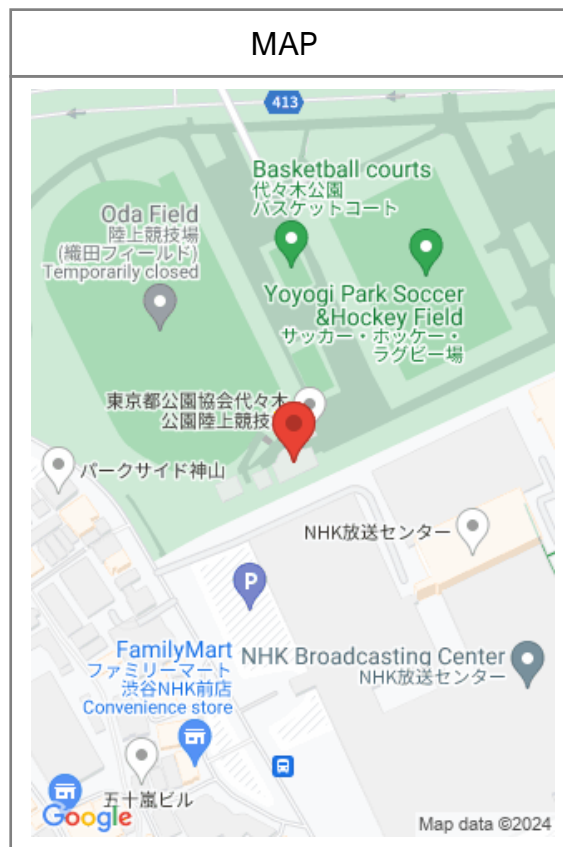 MAP
413
Basketball courts
代々木公園
バスケットコート
Oda Field
陸上競技場
(織田フィールド)
Temporarily closed
Yoyogi Park Soccer
&Hockey Field
サッカー・ホッケー・
ラグビー場
東京都公園協会代々木
公園陸上競技
パークサイド神山
NHK放送センター
P
FamilyMart
ファミリーマート
渋谷NHK前店
Convenience store
NHK Broadcasting Center
NHK放送センター
五十嵐ビル
Google
Map data ©2024